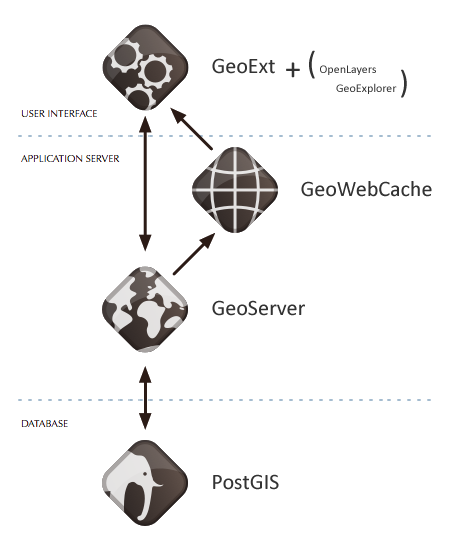 GeoExt + ( OpenLayers
GeoExplorer )
USER INTERFACE
APPLICATION SERVER
GeoWebCache
GeoServer
DATABASE
PostGIS